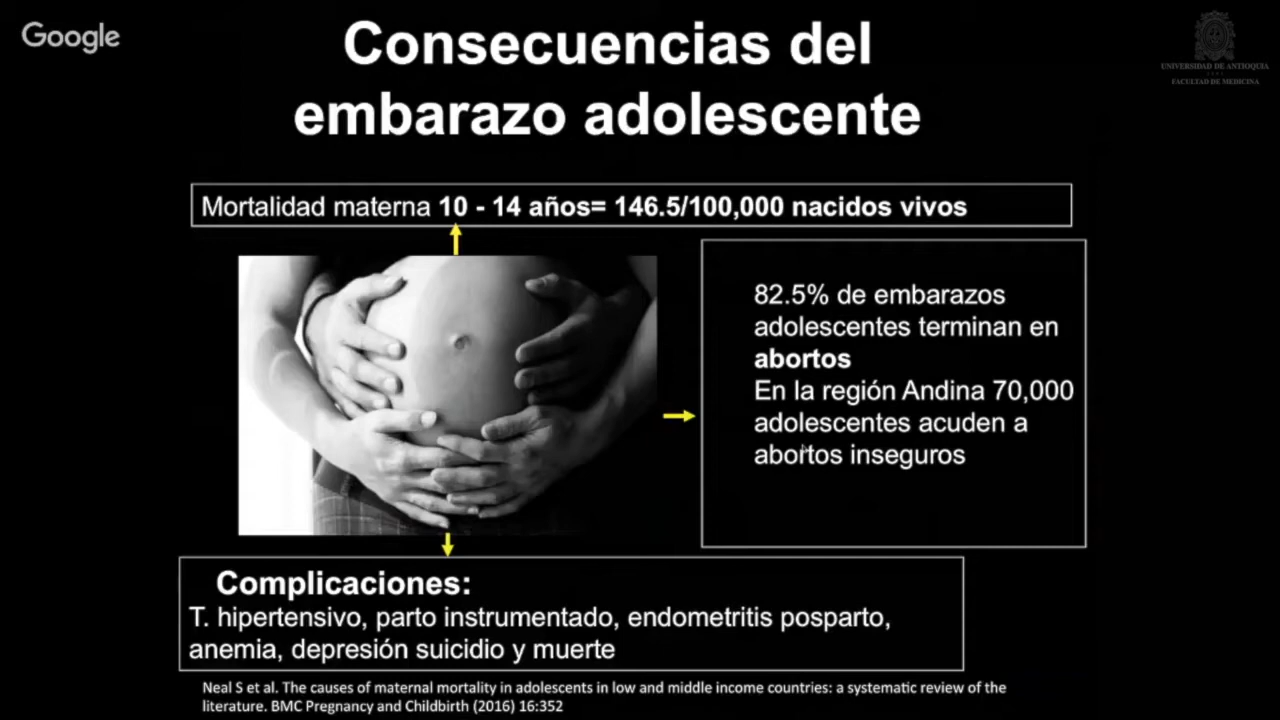 Google
UNIVERSIDAD DE ANTIOQUIA
1803
FACULTAD DE MEDICINA
Consecuencias del
embarazo adolescente
Mortalidad materna 10 - 14 años= 146.5/100,000 nacidos vivos
82.5% de embarazos
adolescentes terminan en
abortos
En la región Andina 70,000
adolescentes acuden a
abortos inseguros
Complicaciones:
T. hipertensivo, parto instrumentado, endometritis posparto,
anemia, depresión suicidio y muerte
Neal S et al. The causes of maternal mortality in adolescents in low and middle income countries: a systematic review of the
literature. BMC Pregnancy and Childbirth (2016) 16:352